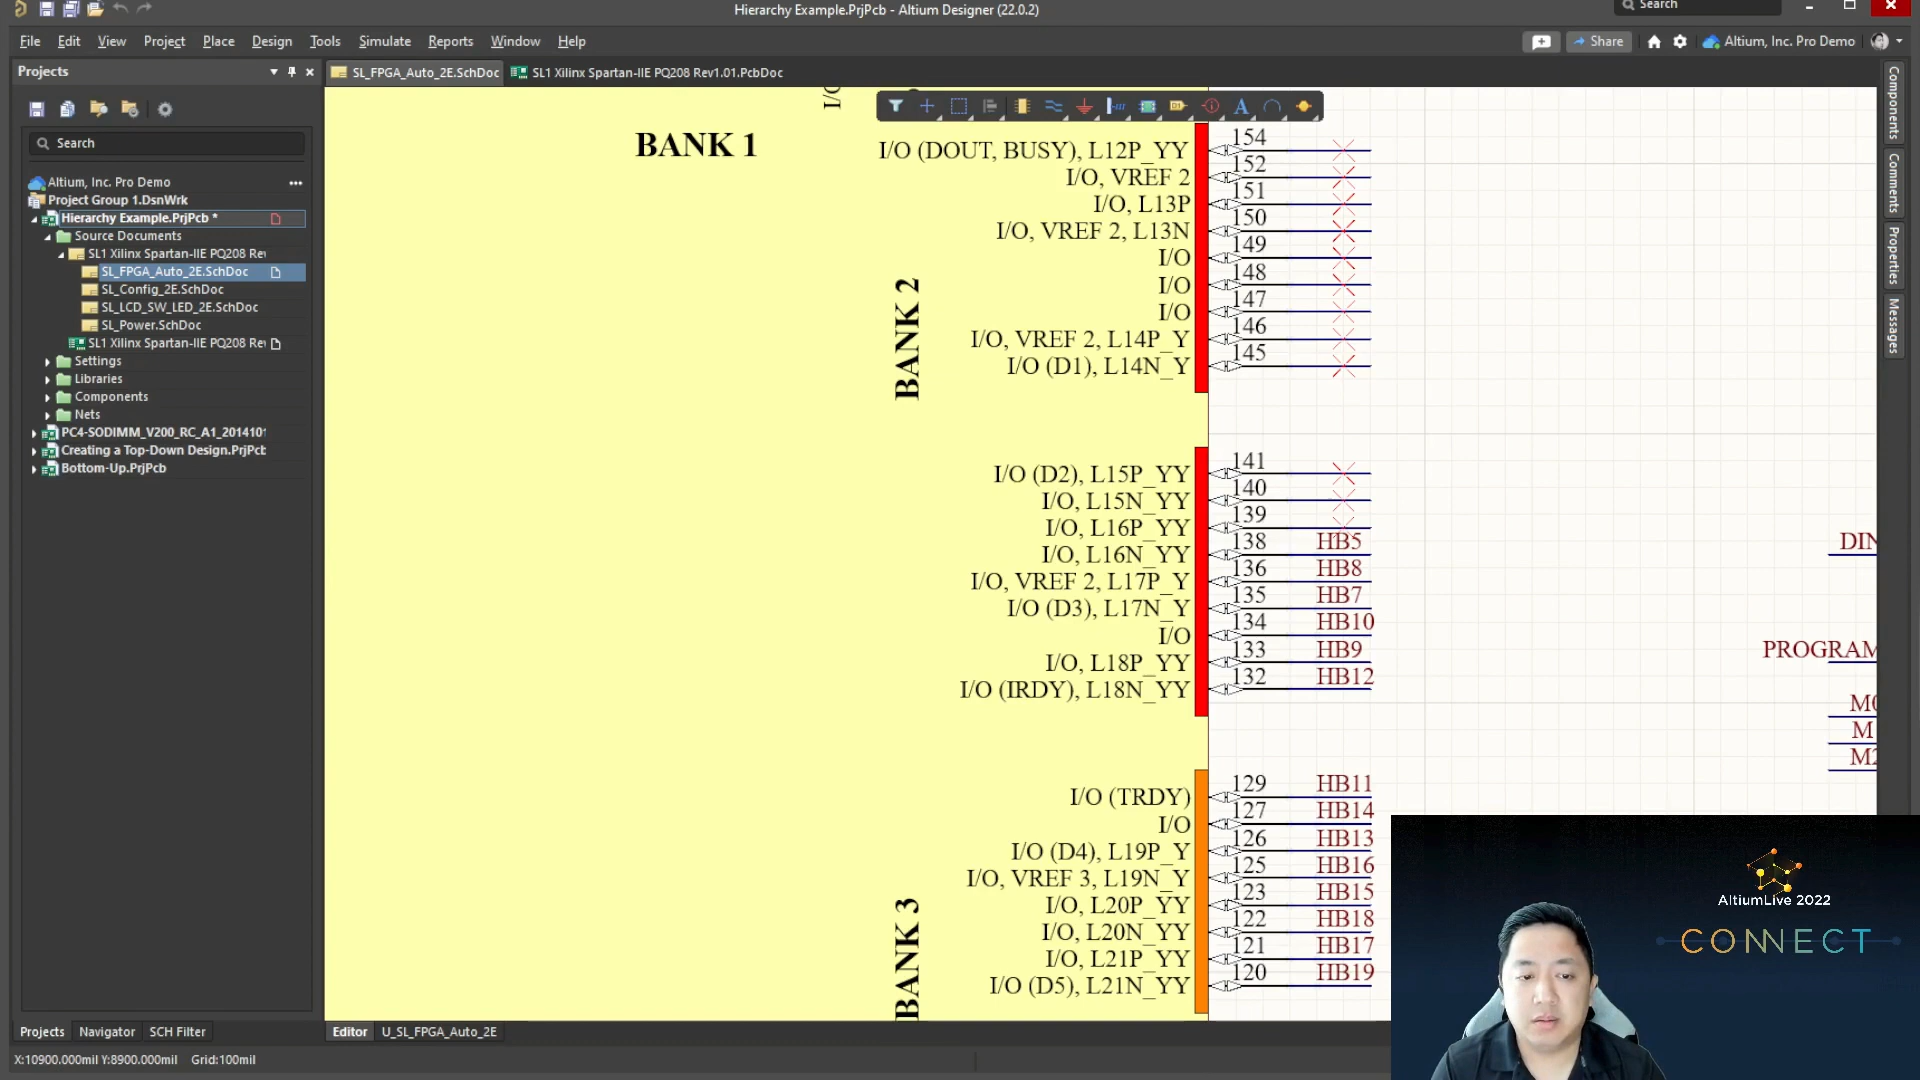 Hierarchy Example.PrjPcb - Altium Designer (22.0.2)
Search
File Edit View Project Place Design Tools Simulate Reports Window Help
Share
Altium, Inc. Pro Demo
Projects
SL_FPGA_Auto_2E.SchDoc
SL1 Xilinx Spartan-IIE PQ208 Rev1.01.PcbDoc
Search
Altium, Inc. Pro Demo
Project Group 1.DsnWrk
Hierarchy Example.PrjPcb *
Source Documents
SL1 Xilinx Spartan-IIE PQ208 Rev
SL_FPGA_Auto_2E.SchDoc
SL_Config_2E.SchDoc
SL_LCD_SW_LED_2E.SchDoc
SL_Power.SchDoc
SL1 Xilinx Spartan-IIE PQ208 Rev
Settings
Libraries
Components
Nets
PC4-SODIMM_V200_RC_A1_2014101
Creating a Top-Down Design.PrjPcb
Bottom-Up.PrjPcb
BANK 1
I/O
BANK 2
I/O (DOUT, BUSY), L12P_YY 154
I/O, VREF 2 152
I/O, L13P 151
I/O, VREF 2, L13N 150
I/O 149
I/O 148
I/O 147
I/O, VREF 2, L14P_Y 146
I/O (D1), L14N_Y 145
I/O (D2), L15P_YY 141
I/O, L15N_YY 140
I/O, L16P_YY 139
I/O, L16N_YY 138 HB5
I/O, VREF 2, L17P_Y 136 HB8
I/O (D3), L17N_Y 135 HB7
I/O 134 HB10
I/O, L18P_YY 133 HB9
I/O (IRDY), L18N_YY 132 HB12
BANK 3
I/O (TRDY) 129 HB11
I/O 127 HB14
I/O (D4), L19P_Y 126 HB13
I/O, VREF 3, L19N_Y 125 HB16
I/O, L20P_YY 123 HB15
I/O, L20N_YY 122 HB18
I/O, L21P_YY 121 HB17
I/O (D5), L21N_YY 120 HB19
DIN
PROGRAM
M0
M
M2
Components
Comments
Properties
Messages
AltiumLive 2022
CONNECT
Projects Navigator SCH Filter
Editor U_SL_FPGA_Auto_2E
X:10900.000mil Y:8900.000mil Grid:100mil